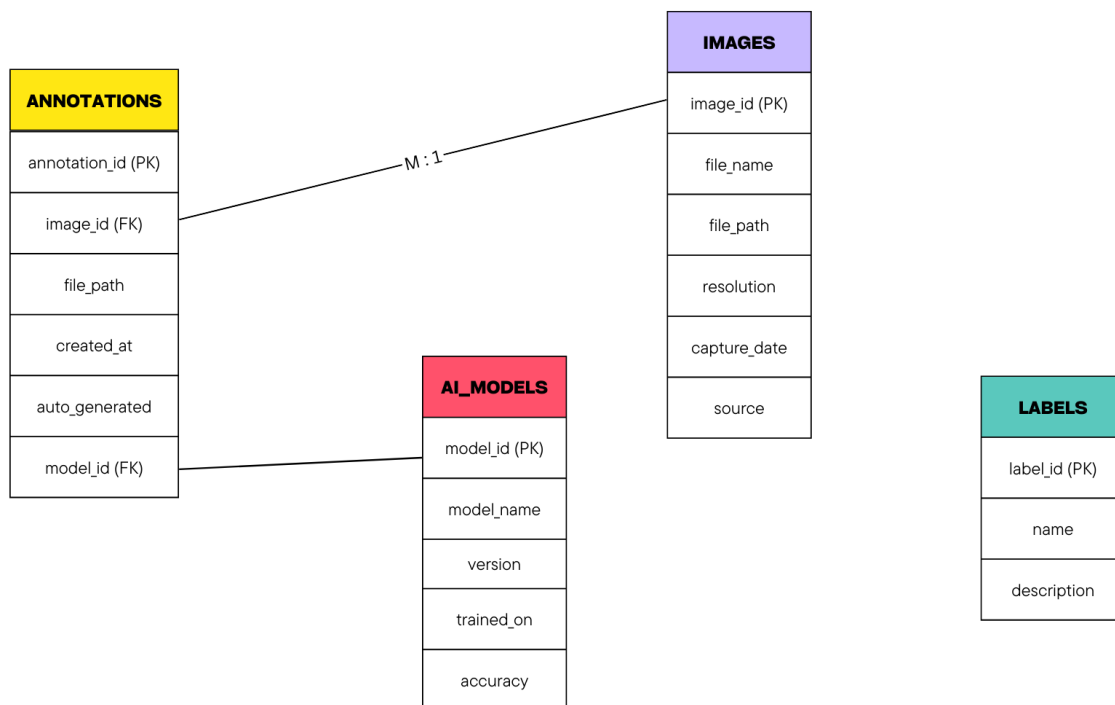 ANNOTATIONS
annotation_id (PK)
image_id (FK)
file_path
created_at
auto_generated
model_id (FK)
M : 1
IMAGES
image_id (PK)
file_name
file_path
resolution
capture_date
source
AI_MODELS
model_id (PK)
model_name
version
trained_on
accuracy
LABELS
label_id (PK)
name
description